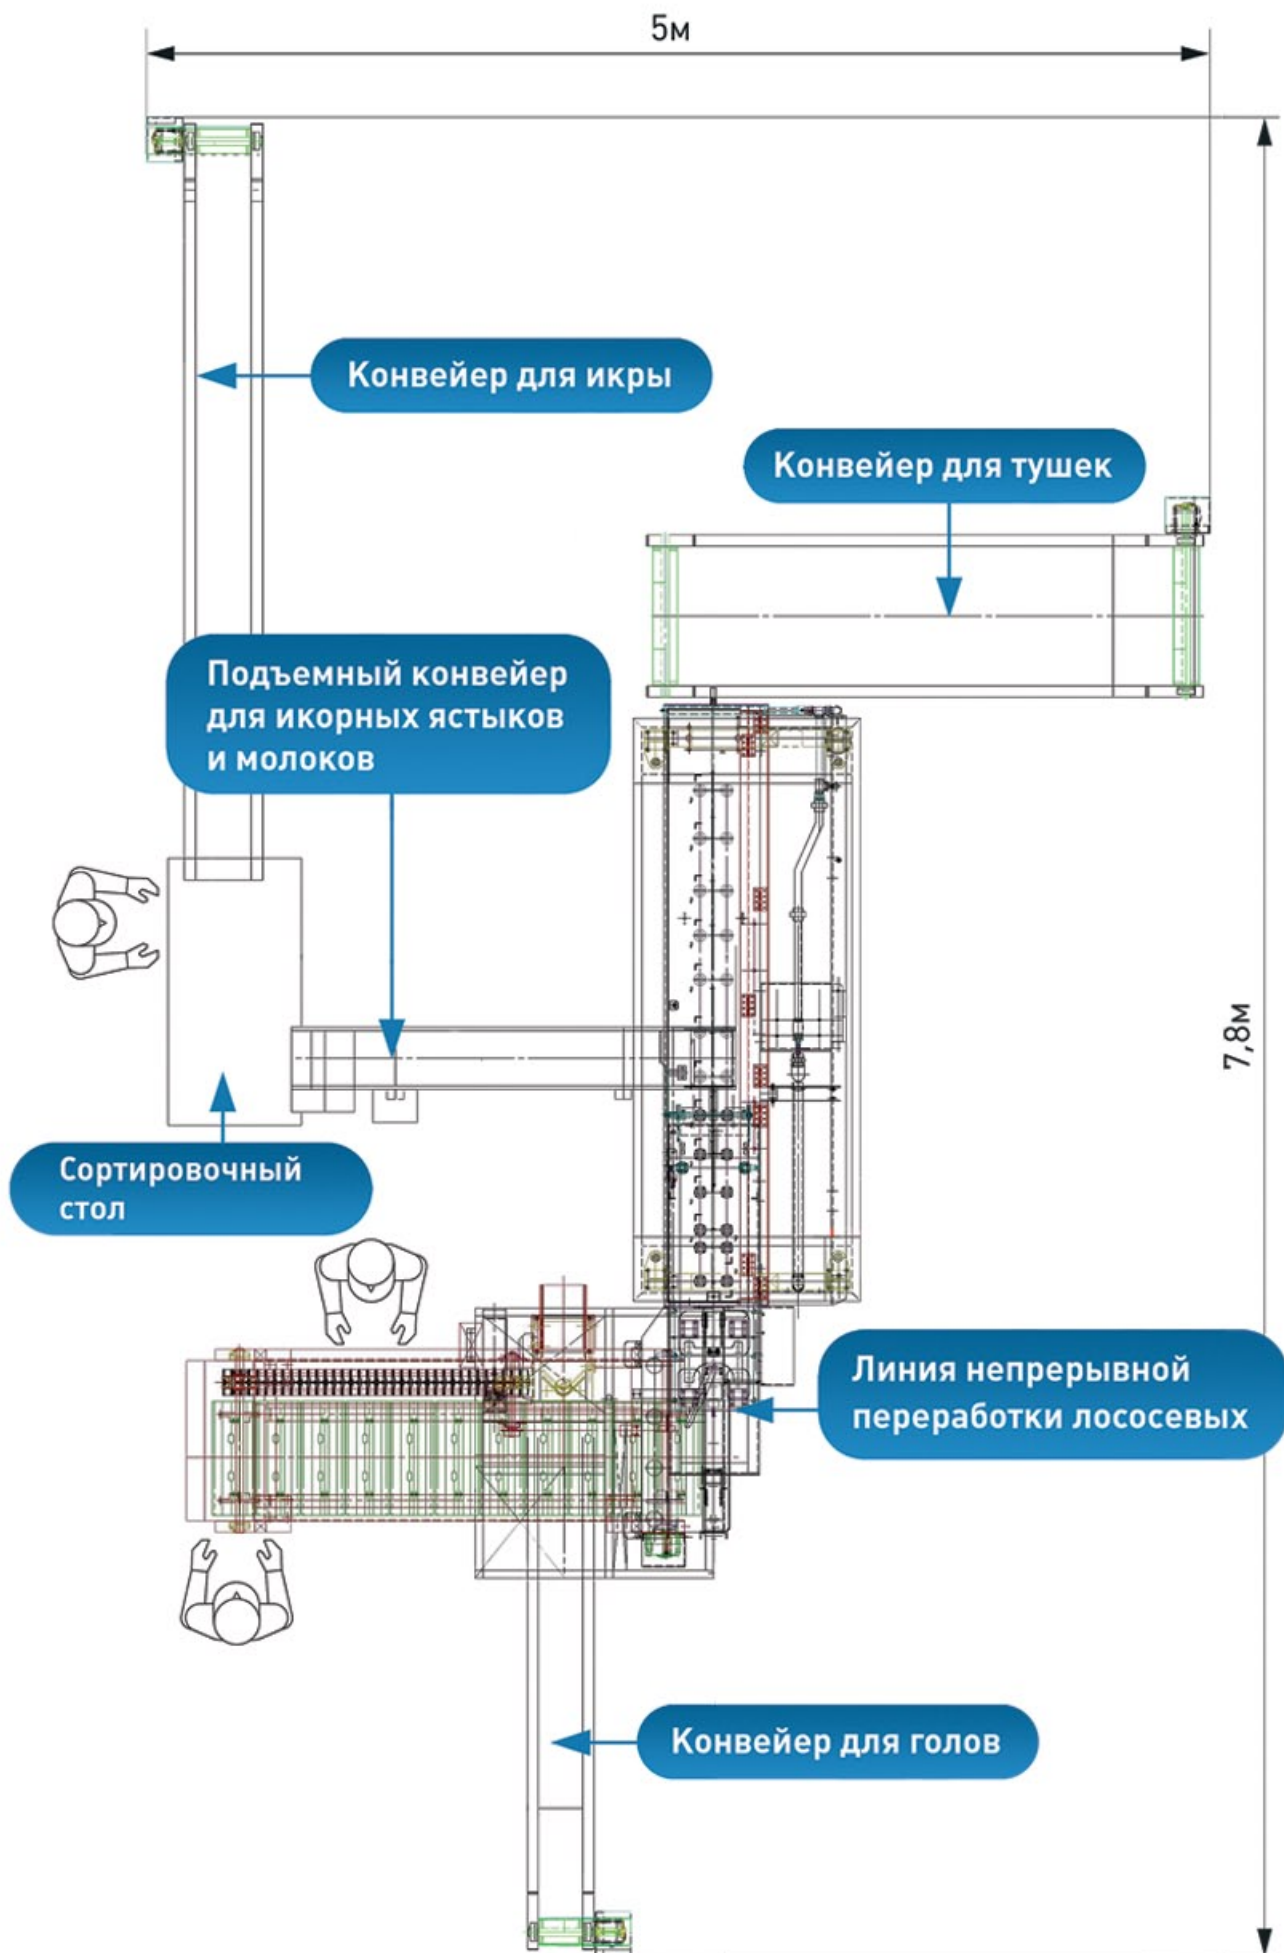 5м
Конвейер для икры
Конвейер для тушек
Подъемный конвейер
для икорных ястыков
и молоков
7,8м
Сортировочный
стол
Линия непрерывной
переработки лососевых
Конвейер для голов